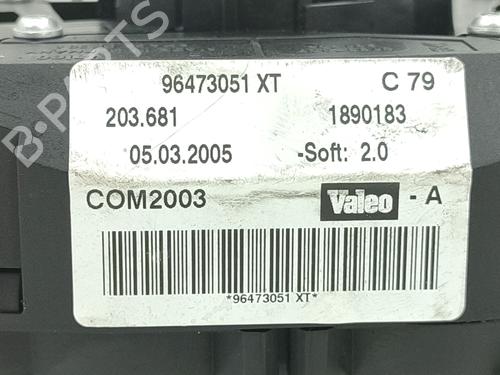 96473051 XT C 79
203.681 1890183
05.03.2005 -Soft: 2.0
COM2003 Valeo - A
*96473051 XT*
B-PARTS